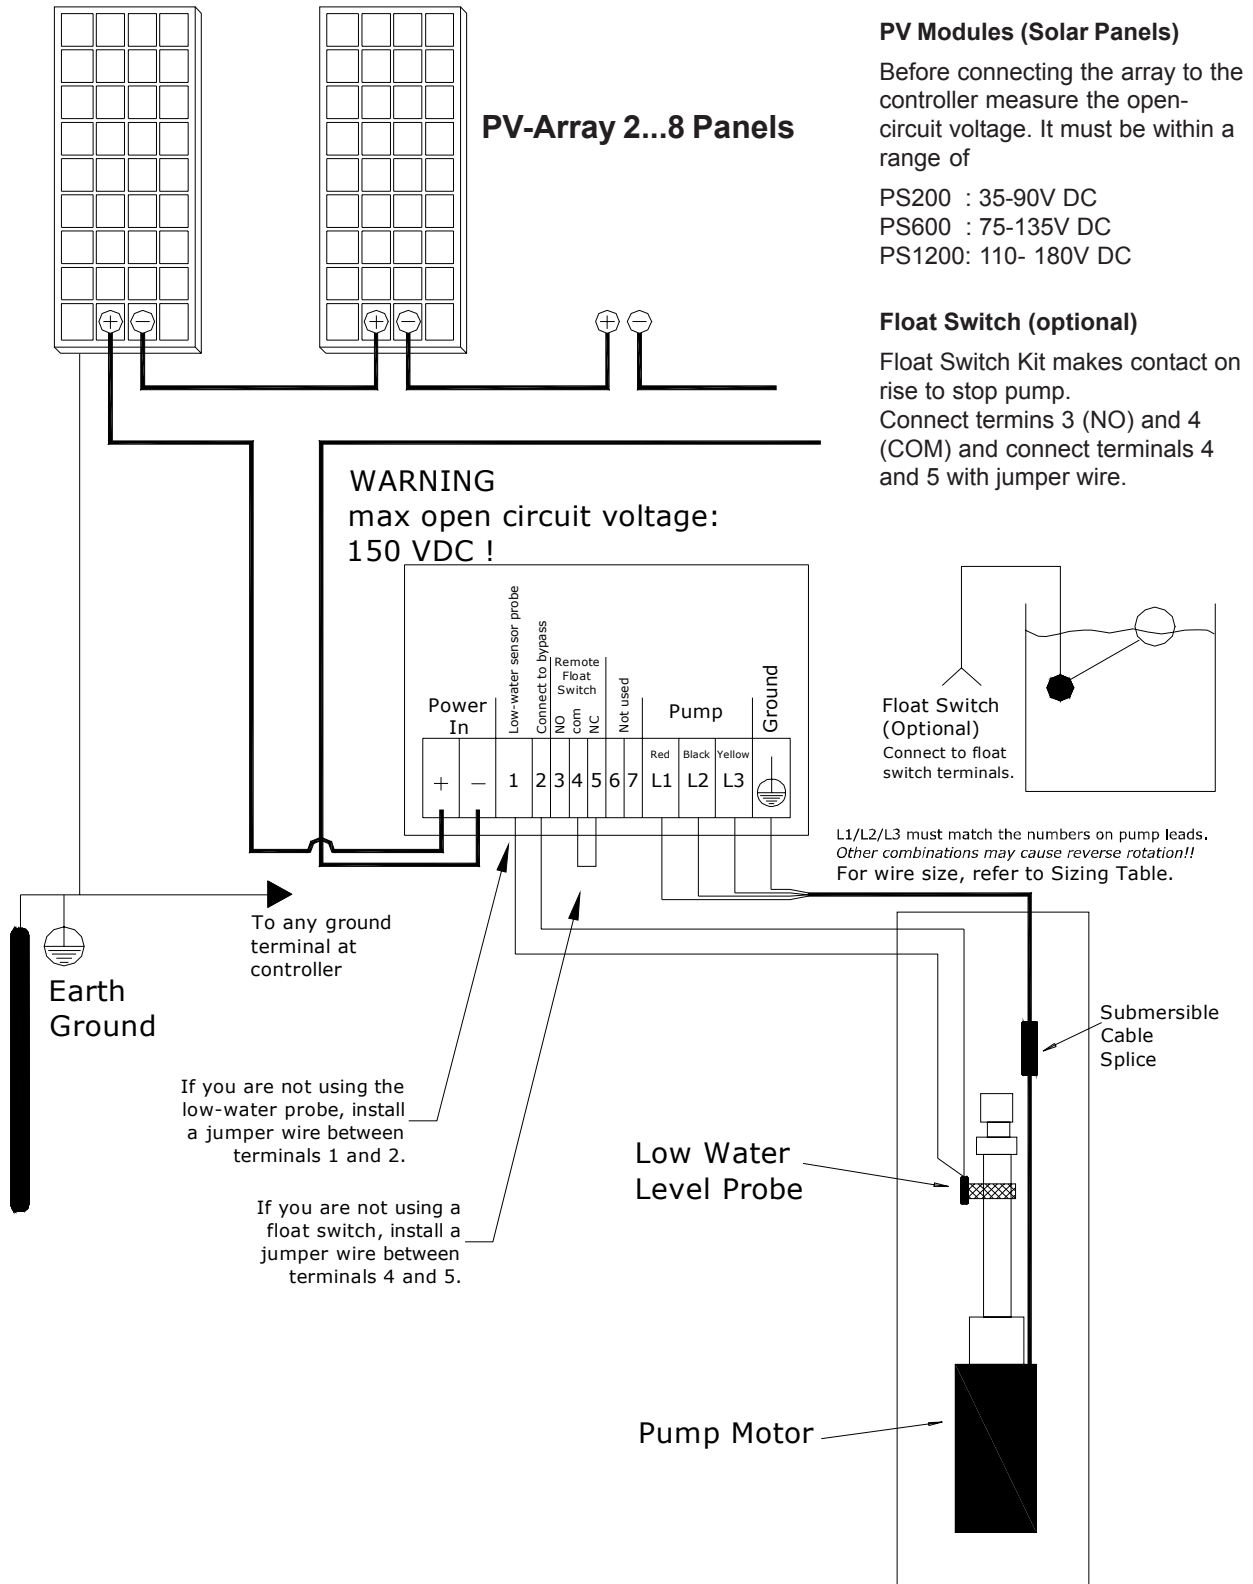 PV Modules (Solar Panels)
Before connecting the array to the
controller measure the open-
circuit voltage. It must be within a
range of
PS200 : 35-90V DC
PS600 : 75-135V DC
PS1200: 110- 180V DC
PV-Array 2...8 Panels
+ − + − + −
Float Switch (optional)
Float Switch Kit makes contact on
rise to stop pump.
Connect termins 3 (NO) and 4
(COM) and connect terminals 4
and 5 with jumper wire.
WARNING
max open circuit voltage:
150 VDC !
Power
In
Low-water sensor probe
Connect to bypass
Remote
Float
Switch
NO
com
NC
Not used
Pump
Ground
Red Black Yellow
+ − 1 2 3 4 5 6 7 L1 L2 L3
Float Switch
(Optional)
Connect to float
switch terminals.
L1/L2/L3 must match the numbers on pump leads.
Other combinations may cause reverse rotation!!
For wire size, refer to Sizing Table.
To any ground
terminal at
controller
Earth
Ground
Submersible
Cable
Splice
If you are not using the
low-water probe, install
a jumper wire between
terminals 1 and 2.
Low Water
Level Probe
If you are not using a
float switch, install a
jumper wire between
terminals 4 and 5.
Pump Motor